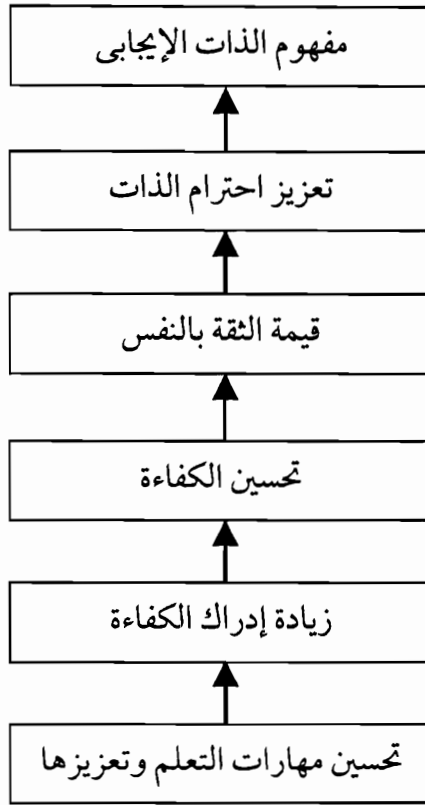 مفهوم الذات الإيجابى
تعزيز احترام الذات
قيمة الثقة بالنفس
تحسين الكفاءة
زيادة إدراك الكفاءة
تحسين مهارات التعلم وتعزيزها